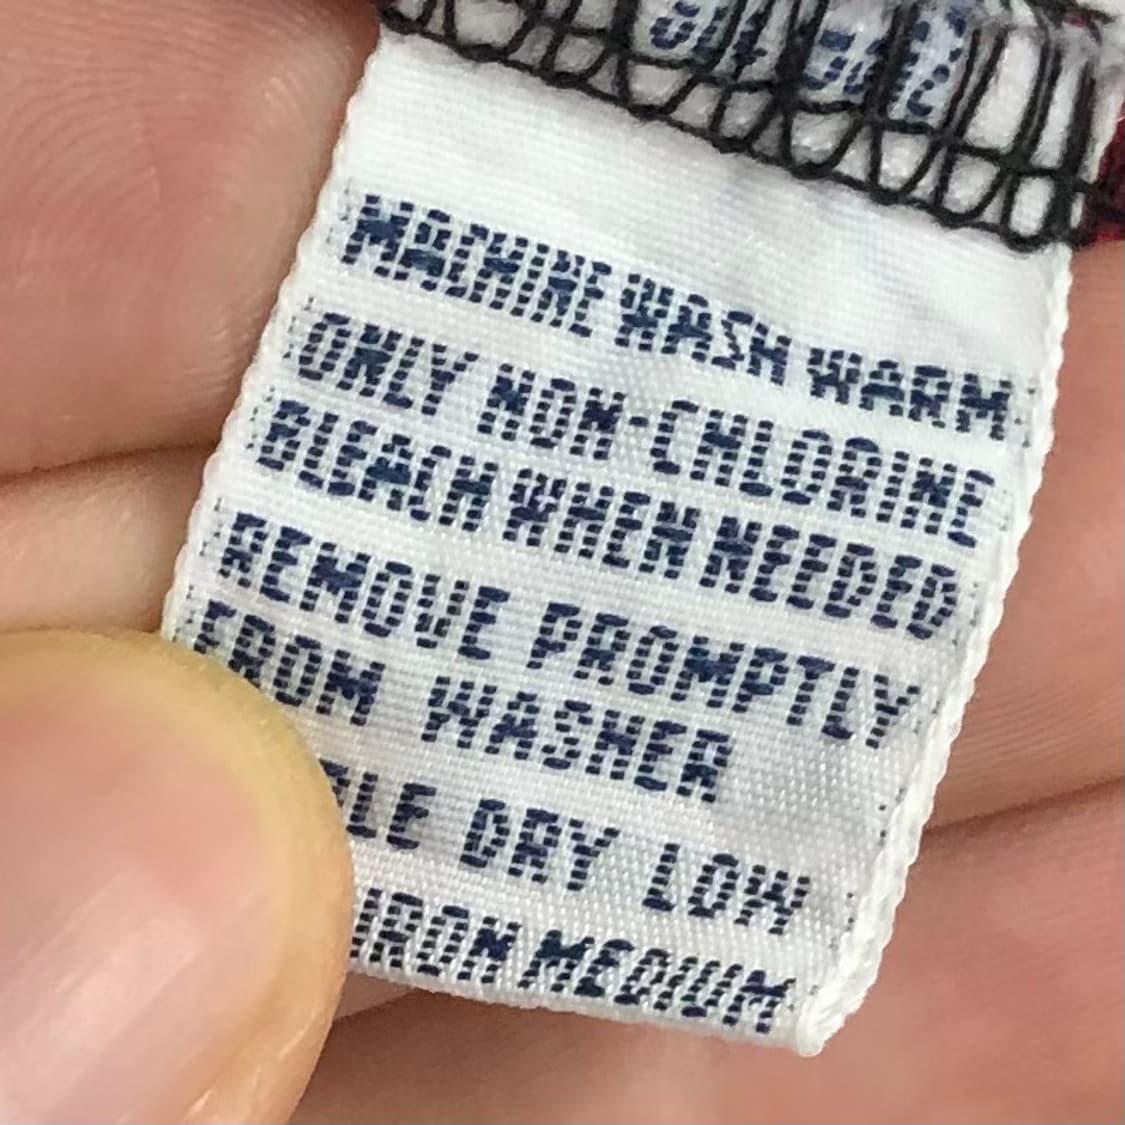 MACHINE WASH WARM
ONLY NON-CHLORINE
BLEACH WHEN NEEDED
REMOVE PROMPTLY
FROM WASHER
DRY LOW
IRON MEDIUM